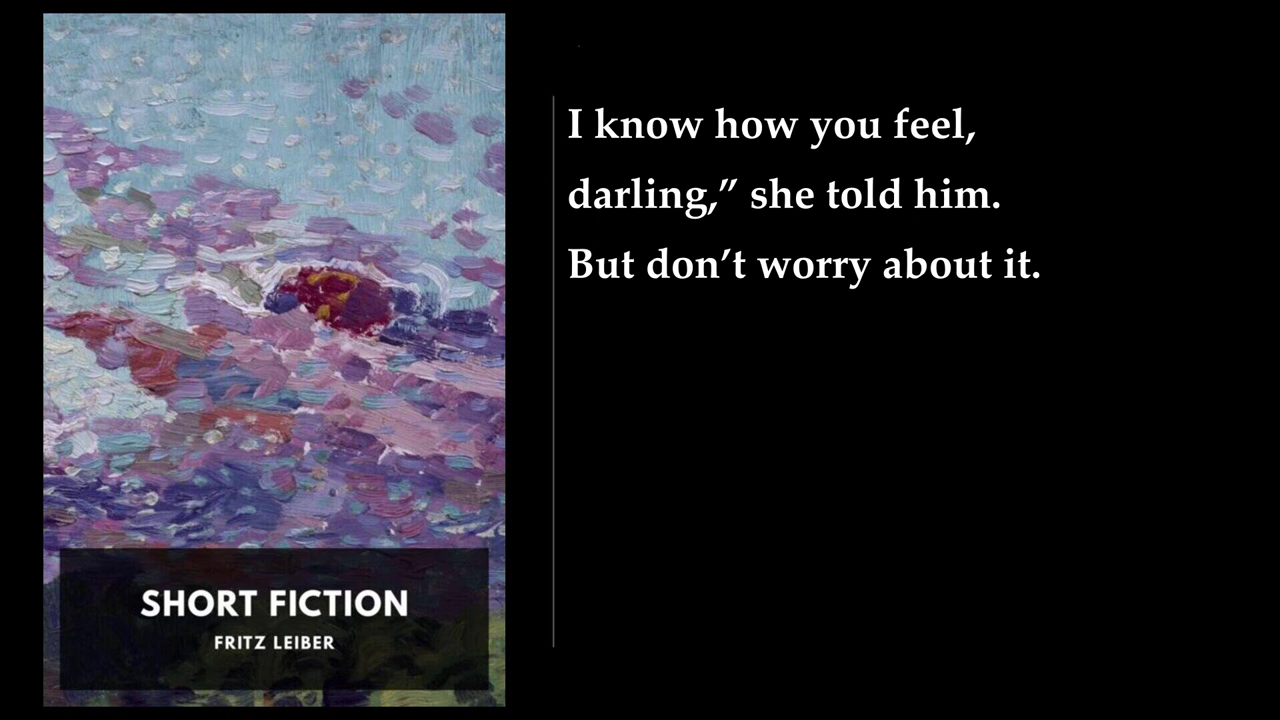 I know how you feel,
darling,” she told him.
But don’t worry about it.
SHORT FICTION
FRITZ LEIBER